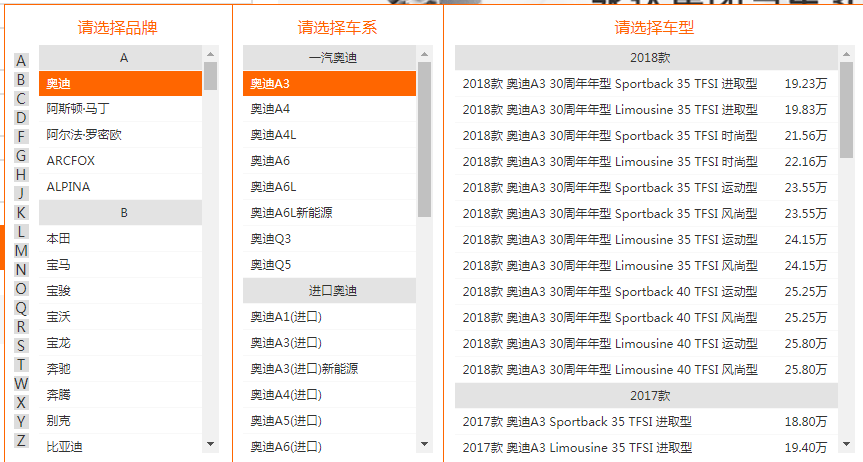 请选择品牌
A
B
C
D
F
G
H
J
K
L
M
N
O
Q
R
S
T
W
X
Y
Z
A
奥迪
阿斯顿·马丁
阿尔法·罗密欧
ARCFOX
ALPINA
B
本田
宝马
宝骏
宝沃
宝龙
奔驰
奔腾
别克
比亚迪
请选择车系
一汽奥迪
奥迪A3
奥迪A4
奥迪A4L
奥迪A6
奥迪A6L
奥迪A6L新能源
奥迪Q3
奥迪Q5
进口奥迪
奥迪A1(进口)
奥迪A3(进口)
奥迪A3(进口)新能源
奥迪A4(进口)
奥迪A5(进口)
奥迪A6(进口)
请选择车型
2018款
2018款 奥迪A3 30周年年型 Sportback 35 TFSI 进取型 19.23万
2018款 奥迪A3 30周年年型 Limousine 35 TFSI 进取型 19.83万
2018款 奥迪A3 30周年年型 Sportback 35 TFSI 时尚型 21.56万
2018款 奥迪A3 30周年年型 Limousine 35 TFSI 时尚型 22.16万
2018款 奥迪A3 30周年年型 Sportback 35 TFSI 运动型 23.55万
2018款 奥迪A3 30周年年型 Sportback 35 TFSI 风尚型 23.55万
2018款 奥迪A3 30周年年型 Limousine 35 TFSI 运动型 24.15万
2018款 奥迪A3 30周年年型 Limousine 35 TFSI 风尚型 24.15万
2018款 奥迪A3 30周年年型 Sportback 40 TFSI 运动型 25.25万
2018款 奥迪A3 30周年年型 Sportback 40 TFSI 风尚型 25.25万
2018款 奥迪A3 30周年年型 Limousine 40 TFSI 运动型 25.80万
2018款 奥迪A3 30周年年型 Limousine 40 TFSI 风尚型 25.80万
2017款
2017款 奥迪A3 Sportback 35 TFSI 进取型 18.80万
2017款 奥迪A3 Limousine 35 TFSI 进取型 19.40万